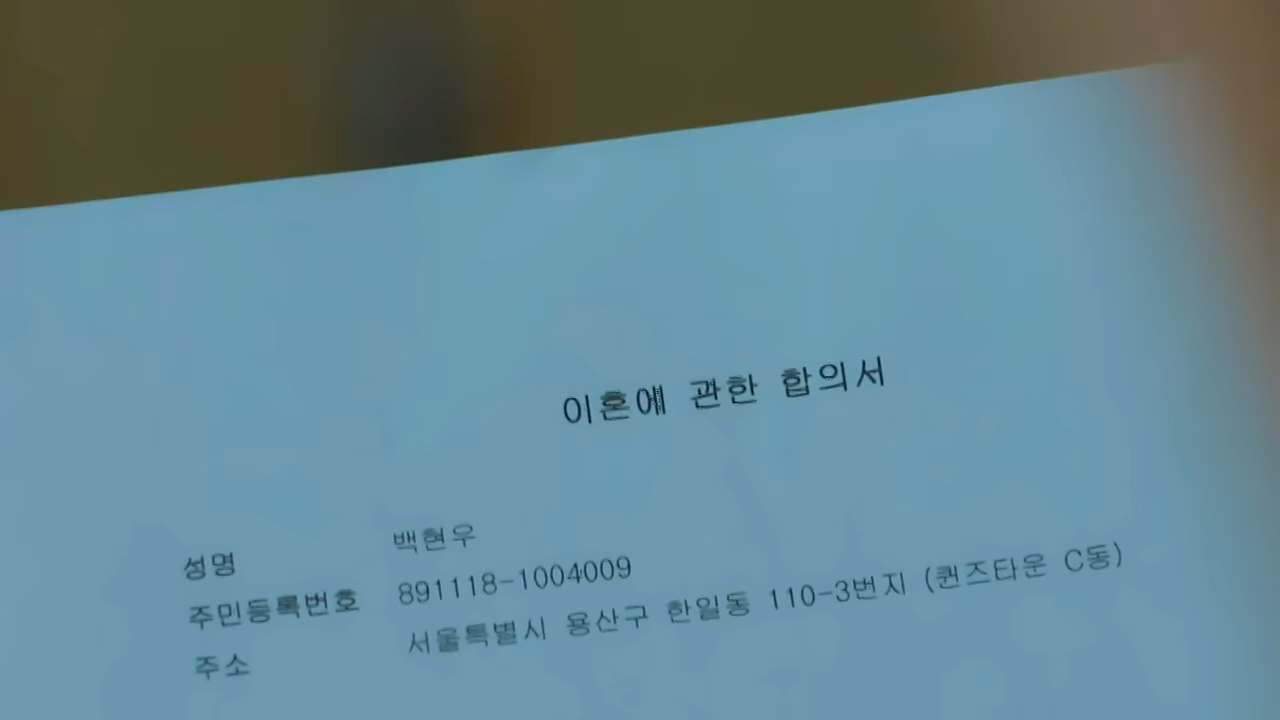 이혼에 관한 합의서
성명 백현우
주민등록번호 891118-1004009
주소 서울특별시 용산구 한일동 110-3번지 (퀸즈타운 C동)